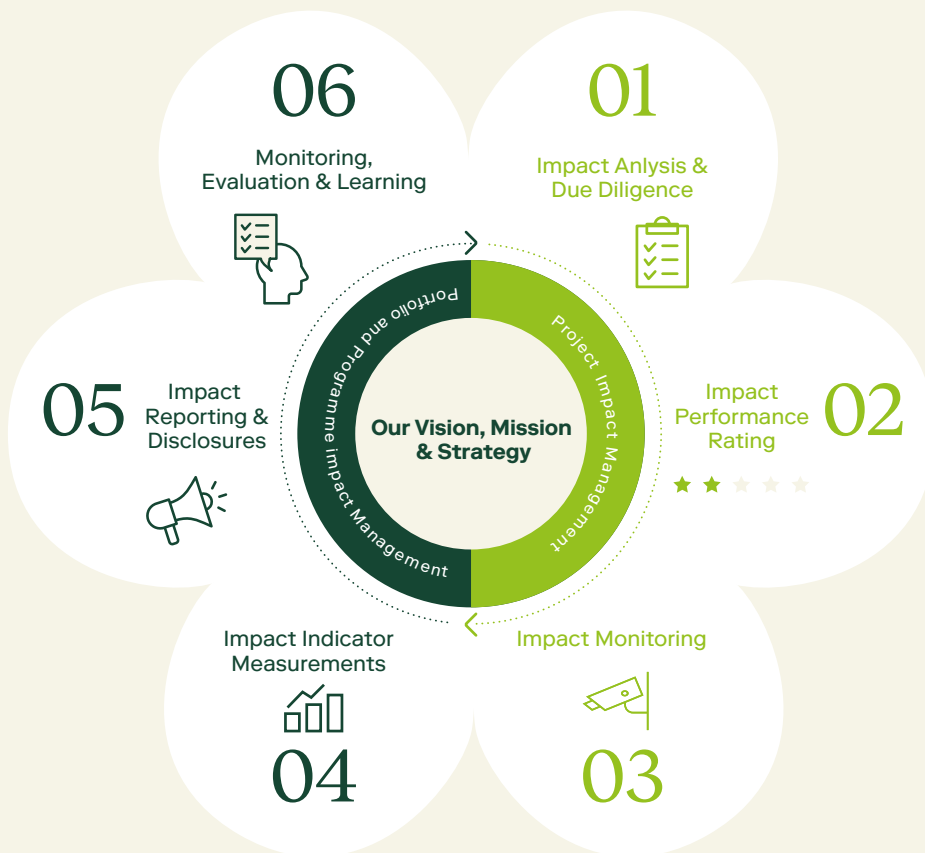 06
Monitoring,
Evaluation & Learning
01
Impact Anlysis &
Due Diligence
05
Impact
Reporting &
Disclosures
Portfolio and Programme impact Management
Our Vision, Mission
& Strategy
Project Impact Management
Impact
Performance
Rating
02
Impact Indicator
Measurements
04
Impact Monitoring
03